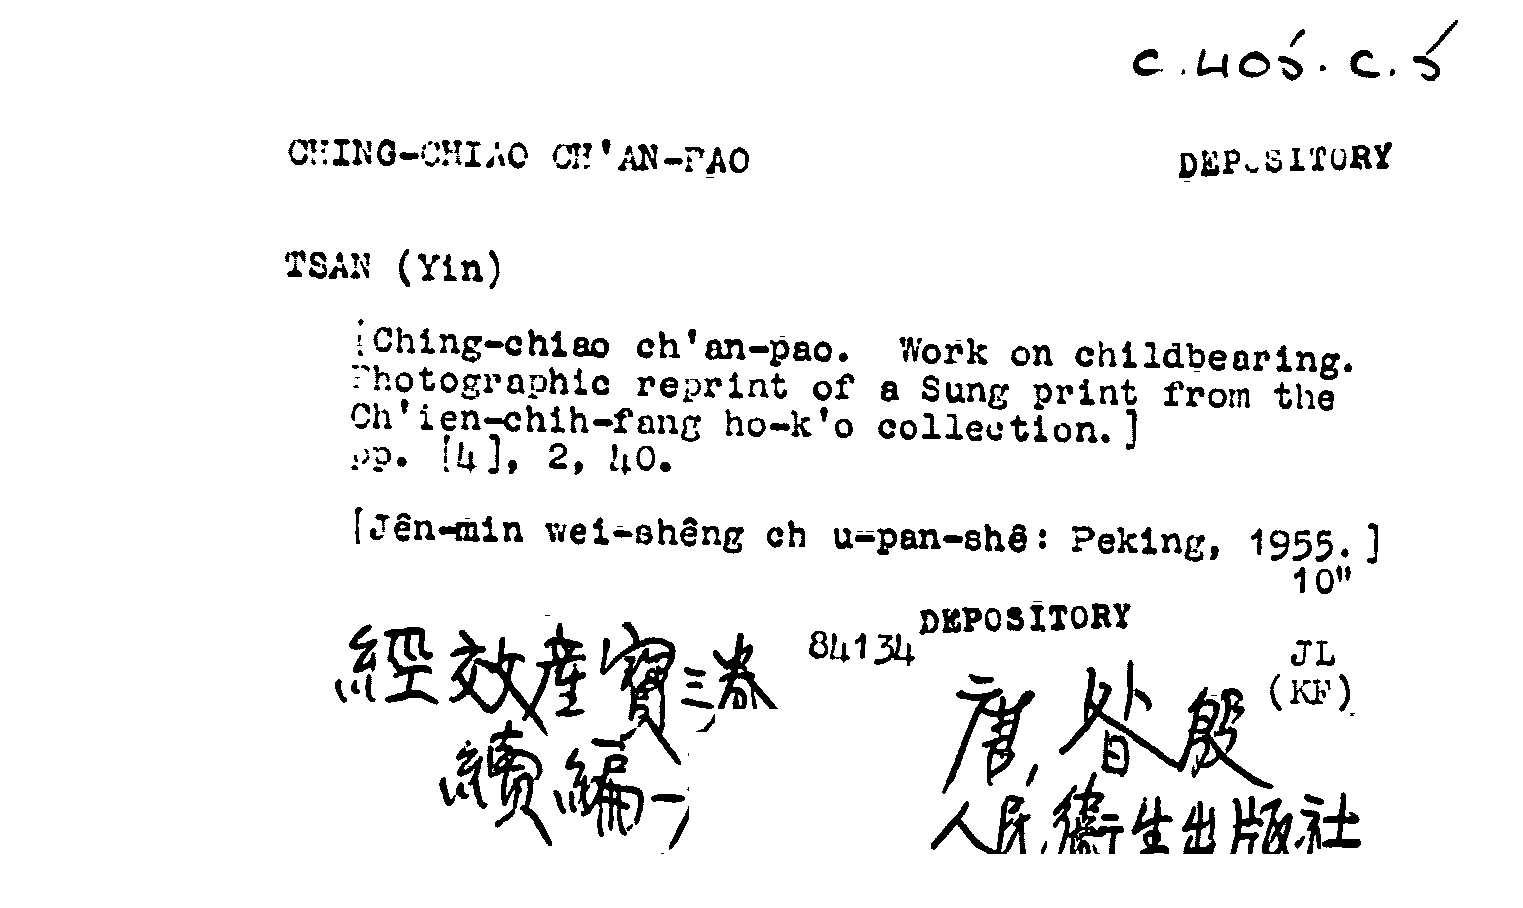 C.405.C.5
CHING-CHIAO CH'AN-PAO DEPOSITORY
TSAN (Yin)
[Ching-chiao ch'an-pao. Work on childbearing.
Photographic reprint of a Sung print from the
Ch'ien-chih-fang ho-k'o collection.]
pp. [4], 2, 40.
[Jên-min wei-shêng ch u-pan-shê: Peking, 1955.]
10"
DEPOSITORY
84134
JL
(KF)
經效產寶三卷
續編一
唐,昝殷
人民衛生出版社